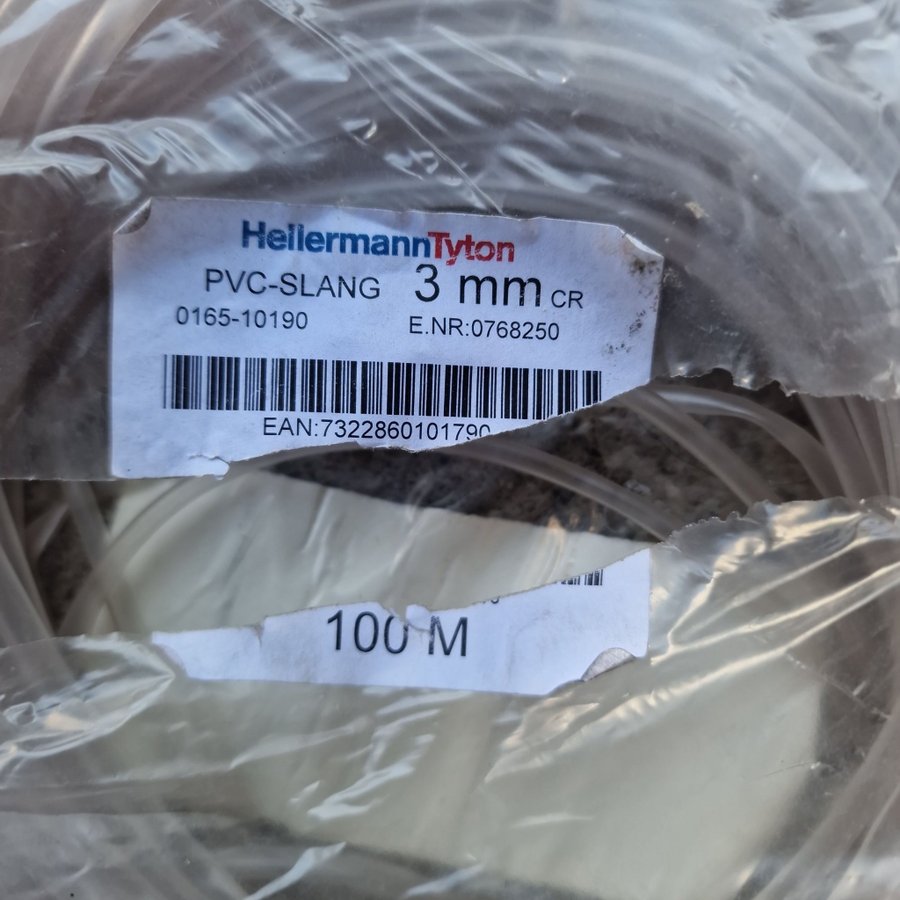 HellermannTyton
PVC-SLANG 3 mm CR
0165-10190 E.NR:0768250
EAN:7322860101790
100 M